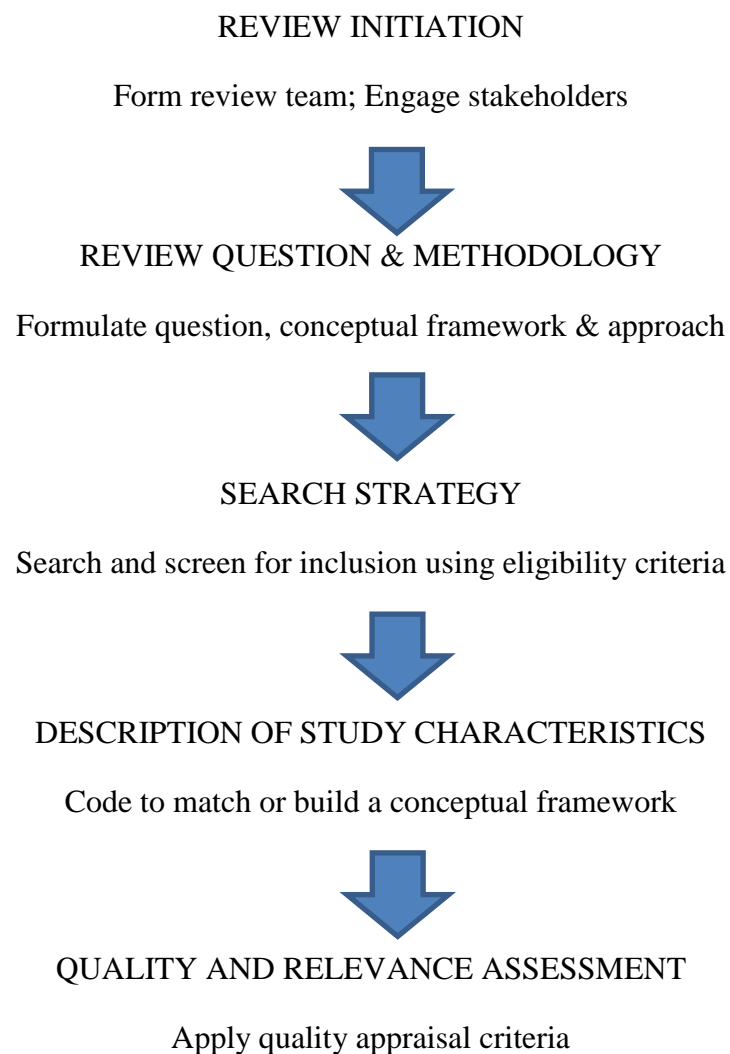 REVIEW INITIATION
Form review team; Engage stakeholders
REVIEW QUESTION & METHODOLOGY
Formulate question, conceptual framework & approach
SEARCH STRATEGY
Search and screen for inclusion using eligibility criteria
DESCRIPTION OF STUDY CHARACTERISTICS
Code to match or build a conceptual framework
QUALITY AND RELEVANCE ASSESSMENT
Apply quality appraisal criteria